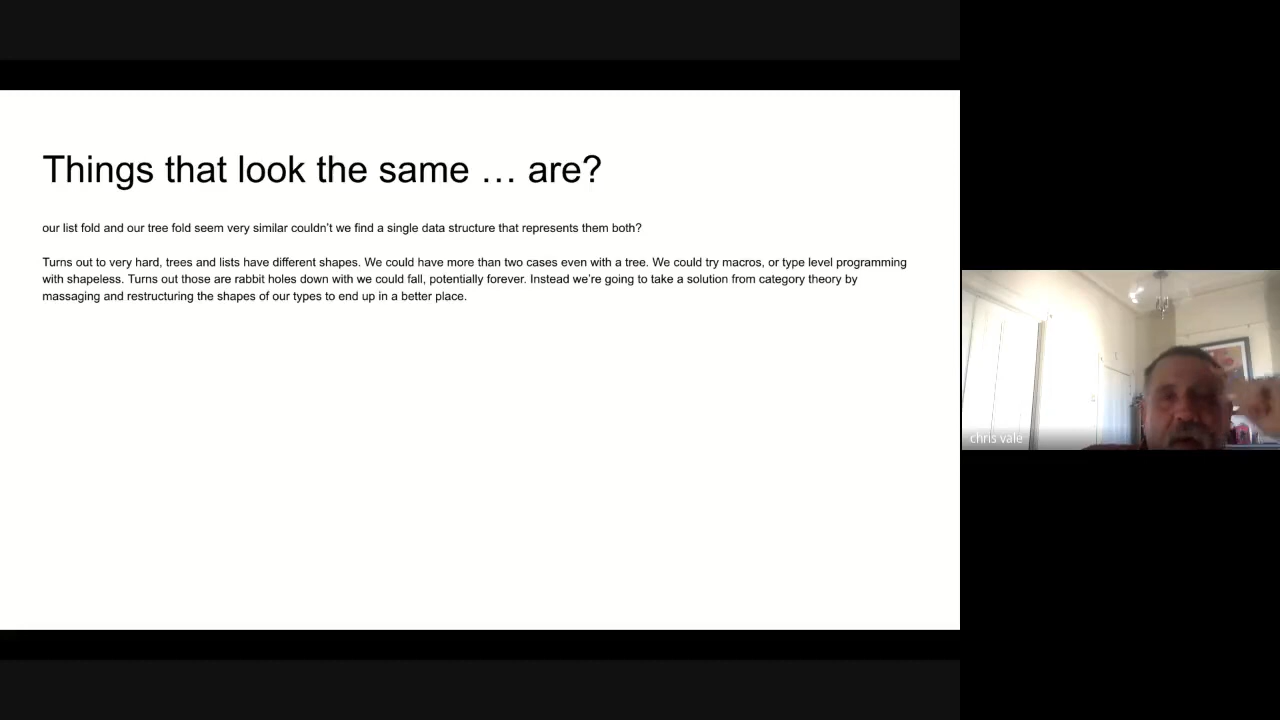 Things that look the same … are?
our list fold and our tree fold seem very similar couldn’t we find a single data structure that represents them both?
Turns out to very hard, trees and lists have different shapes. We could have more than two cases even with a tree. We could try macros, or type level programming
with shapeless. Turns out those are rabbit holes down with we could fall, potentially forever. Instead we’re going to take a solution from category theory by
massaging and restructuring the shapes of our types to end up in a better place.
chris vale